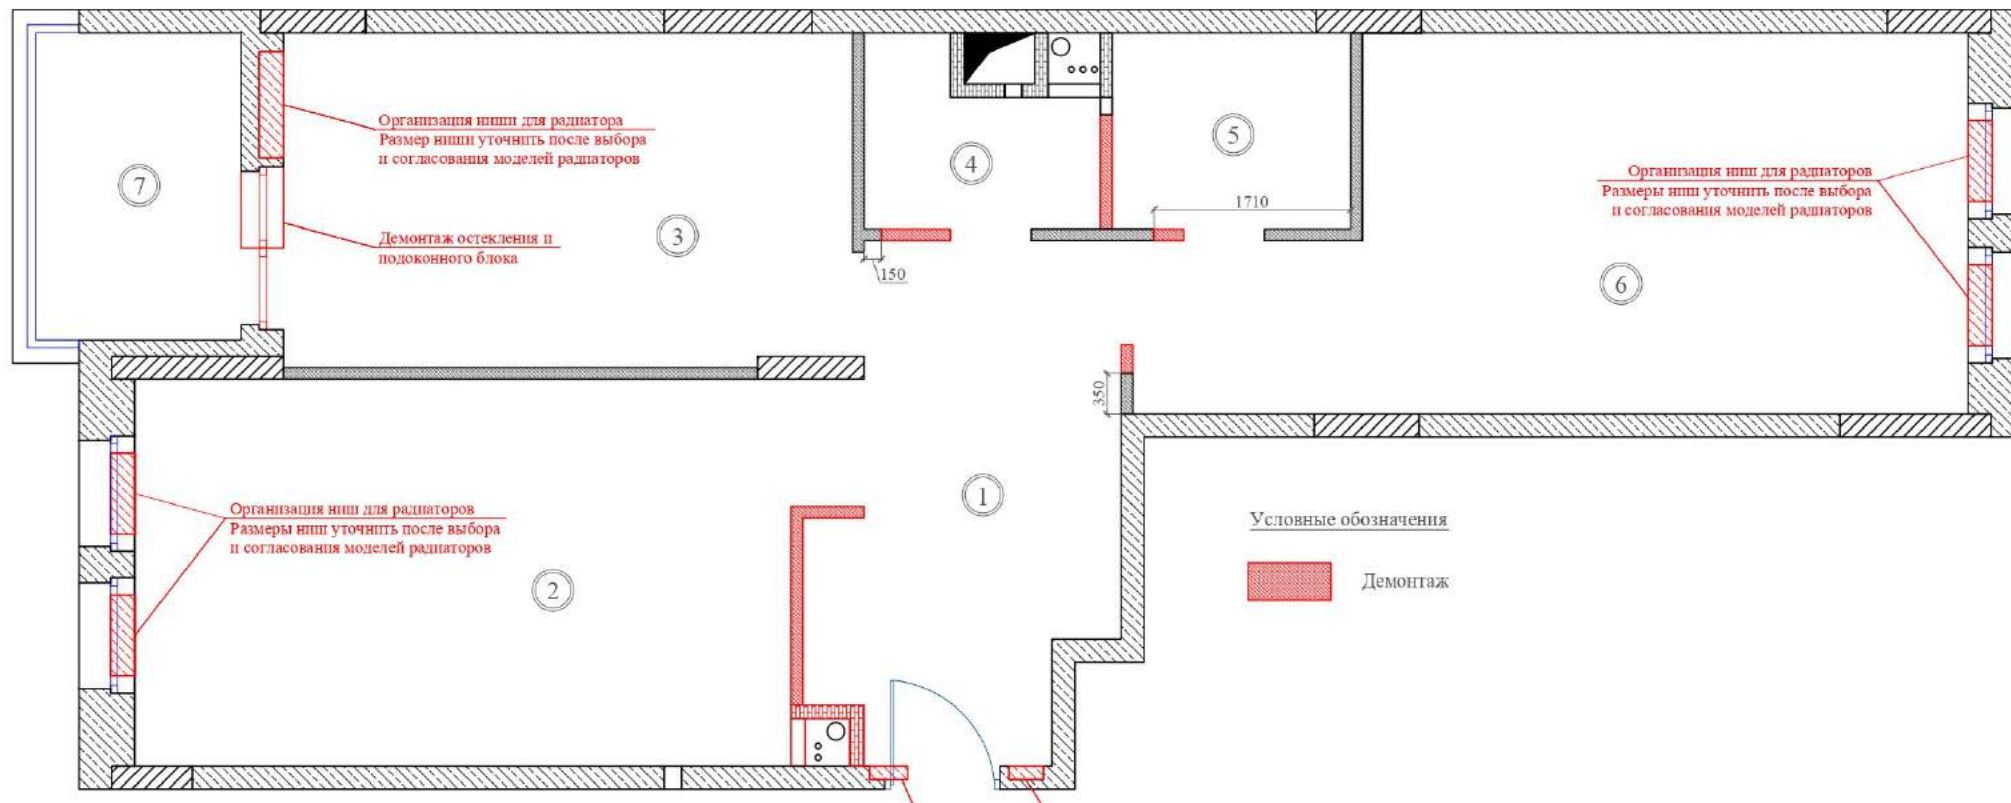 Организация ниши для радиатора
Размер ниши уточнить после выбора
и согласования моделей радиаторов
7
4
5
Организация ниш для радиаторов
Размеры ниш уточнить после выбора
и согласования моделей радиаторов
1710
3
Демонтаж остекления и
подоконного блока
150
6
350
1
Организация ниш для радиаторов
Размеры ниш уточнить после выбора
и согласования моделей радиаторов
Условные обозначения
2
Демонтаж